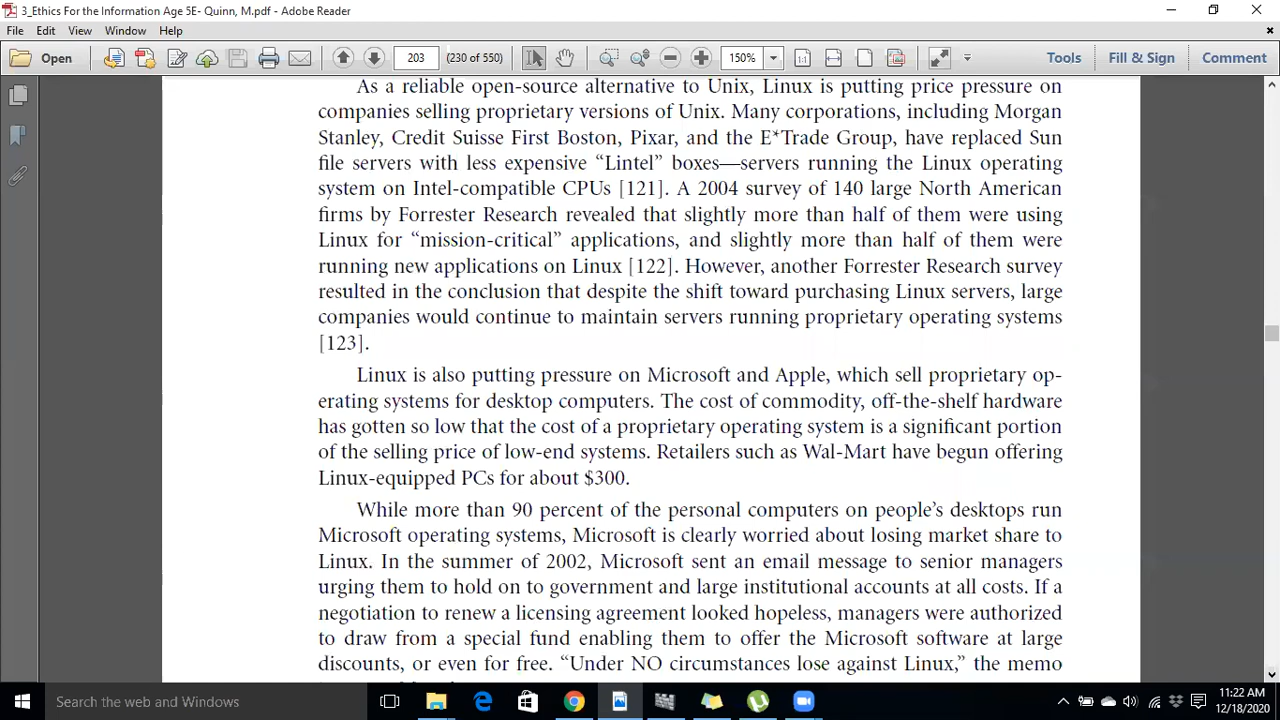 3_Ethics For the Information Age 5E- Quinn, M.pdf - Adobe Reader
File Edit View Window Help
Open 203 (230 of 550) 150% Tools Fill & Sign Comment
As a reliable open-source alternative to Unix, Linux is putting price pressure on
companies selling proprietary versions of Unix. Many corporations, including Morgan
Stanley, Credit Suisse First Boston, Pixar, and the E*Trade Group, have replaced Sun
file servers with less expensive “Lintel” boxes—servers running the Linux operating
system on Intel-compatible CPUs [121]. A 2004 survey of 140 large North American
firms by Forrester Research revealed that slightly more than half of them were using
Linux for “mission-critical” applications, and slightly more than half of them were
running new applications on Linux [122]. However, another Forrester Research survey
resulted in the conclusion that despite the shift toward purchasing Linux servers, large
companies would continue to maintain servers running proprietary operating systems
[123].
Linux is also putting pressure on Microsoft and Apple, which sell proprietary op-
erating systems for desktop computers. The cost of commodity, off-the-shelf hardware
has gotten so low that the cost of a proprietary operating system is a significant portion
of the selling price of low-end systems. Retailers such as Wal-Mart have begun offering
Linux-equipped PCs for about $300.
While more than 90 percent of the personal computers on people’s desktops run
Microsoft operating systems, Microsoft is clearly worried about losing market share to
Linux. In the summer of 2002, Microsoft sent an email message to senior managers
urging them to hold on to government and large institutional accounts at all costs. If a
negotiation to renew a licensing agreement looked hopeless, managers were authorized
to draw from a special fund enabling them to offer the Microsoft software at large
discounts, or even for free. “Under NO circumstances lose against Linux,” the memo
Search the web and Windows
11:22 AM
12/18/2020